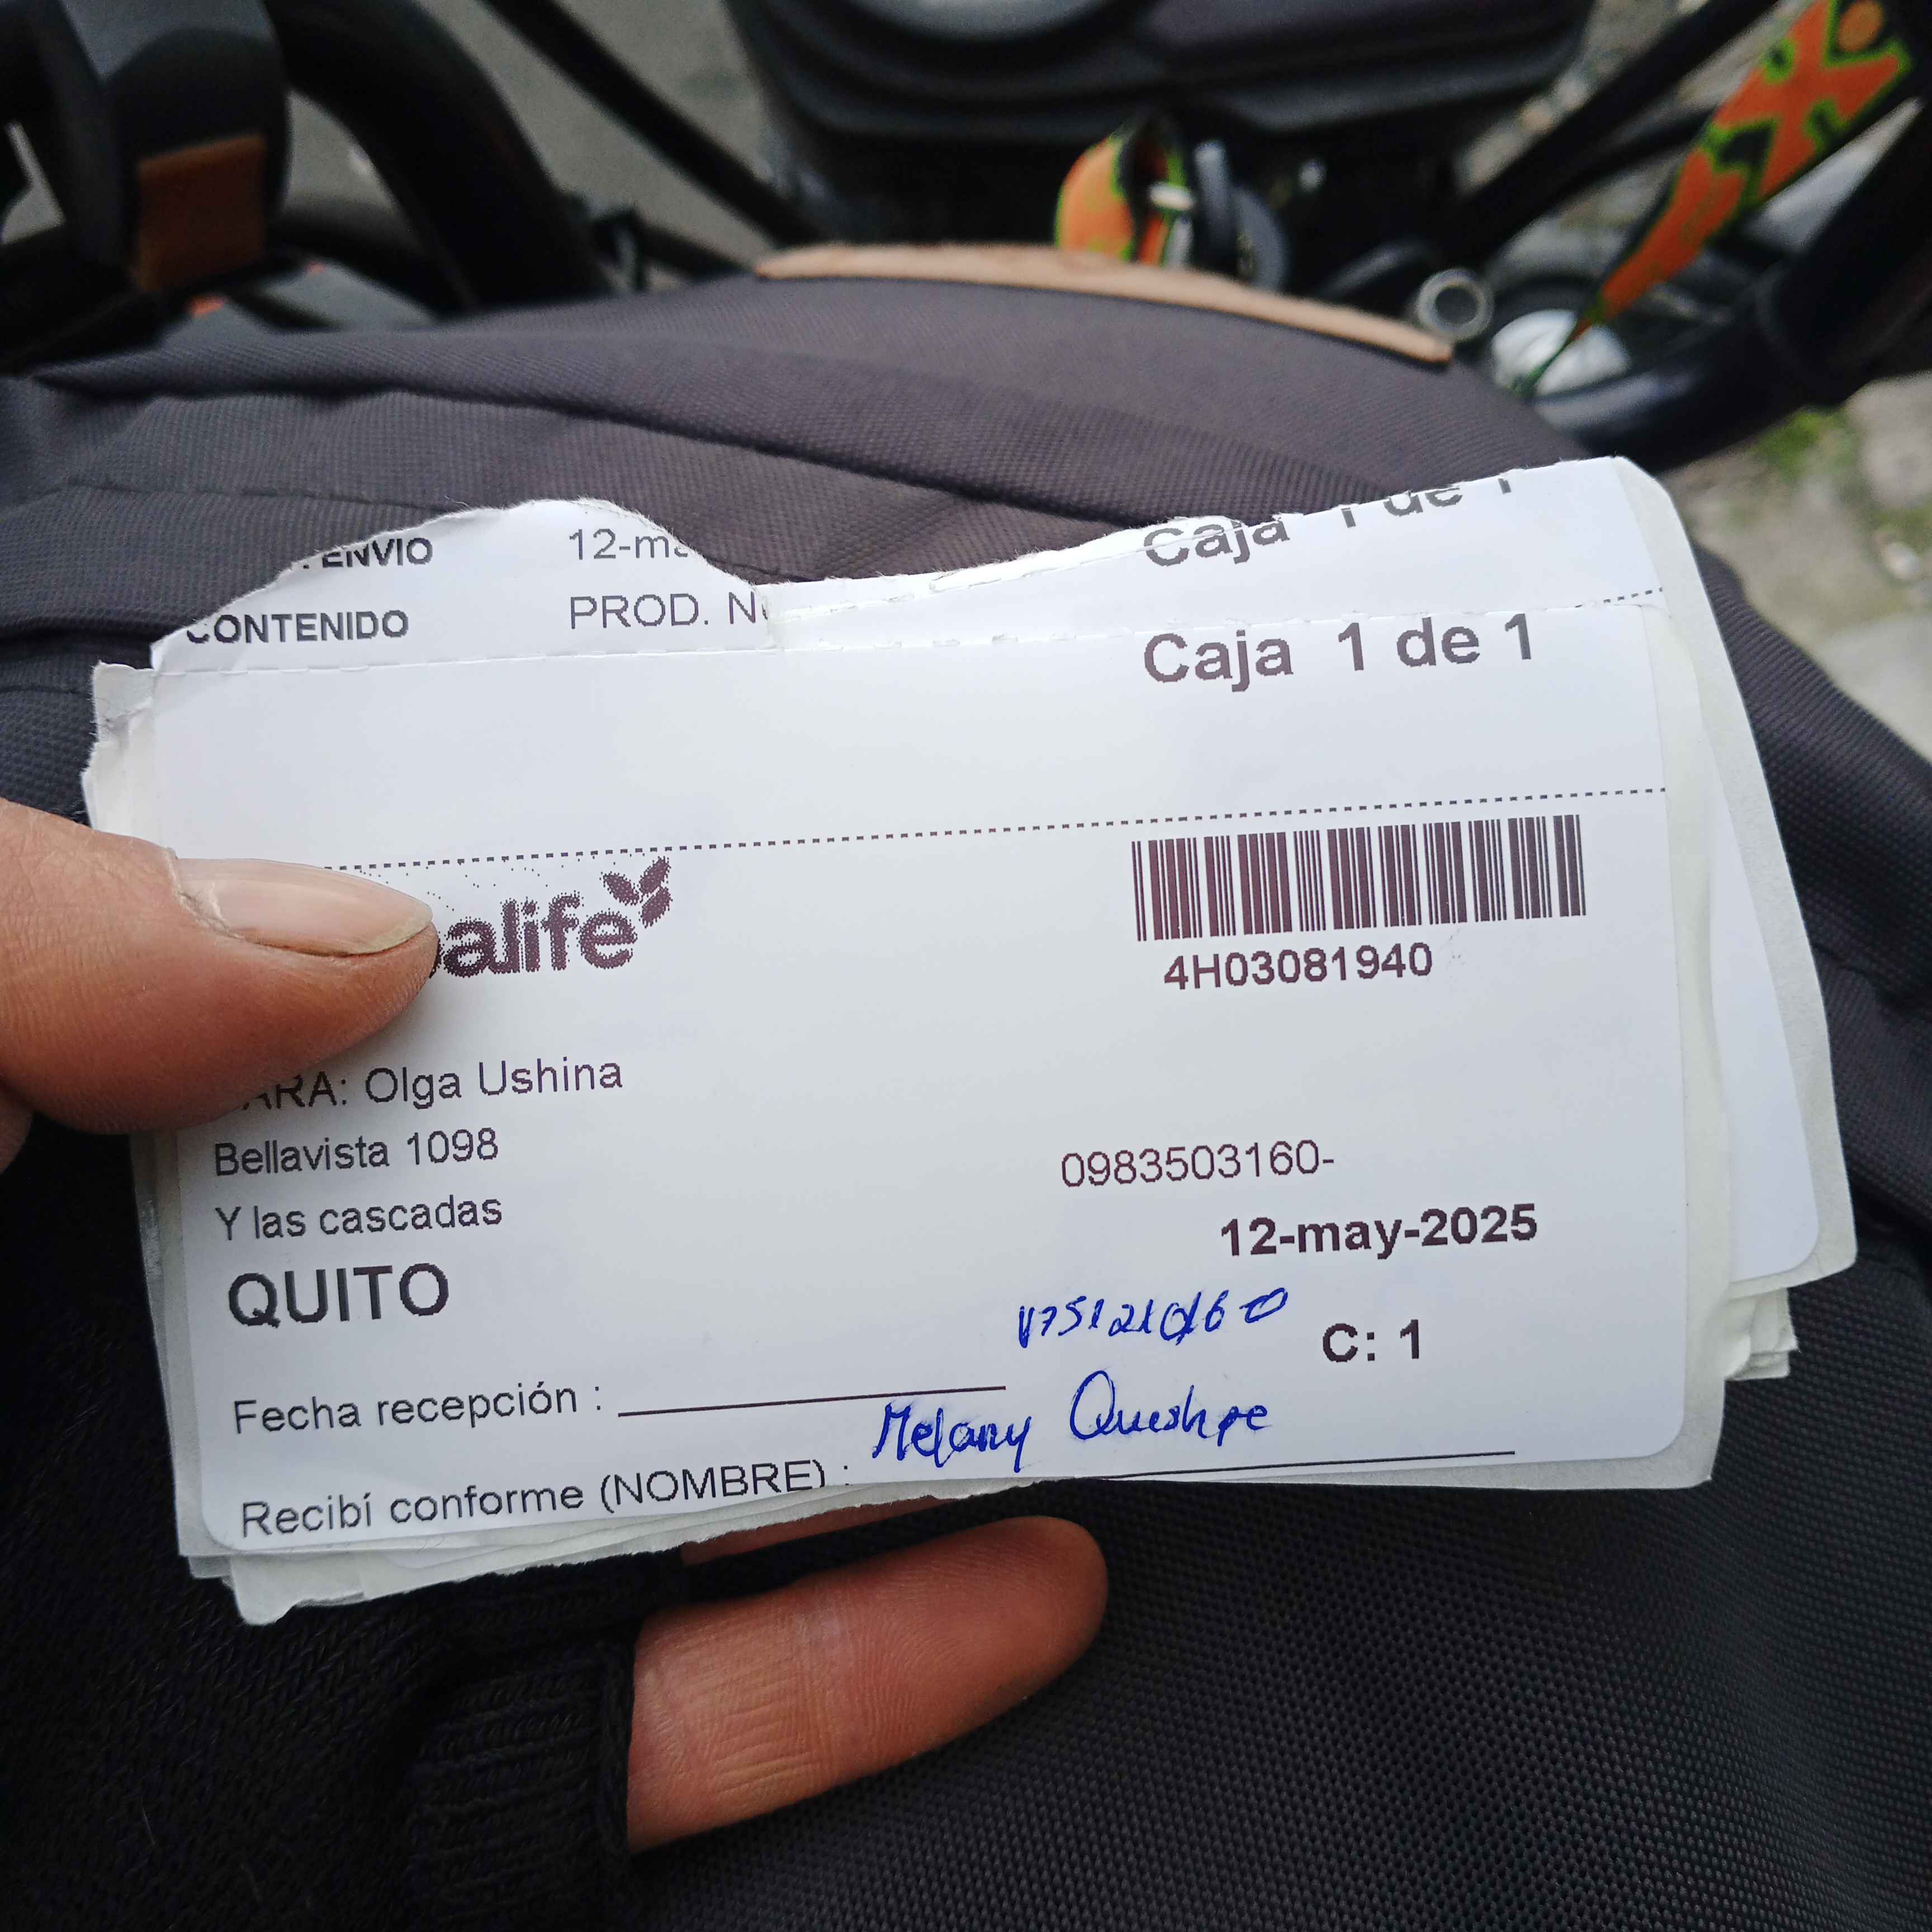 ENVIO 12-ma
CONTENIDO PROD. N
Caja 1 de 1
Caja 1 de 1
alife
4H03081940
ARA: Olga Ushina
Bellavista 1098
0983503160-
Y las cascadas
12-may-2025
QUITO
C: 1
Fecha recepción :
Melany Quishpe
Recibí conforme (NOMBRE) :